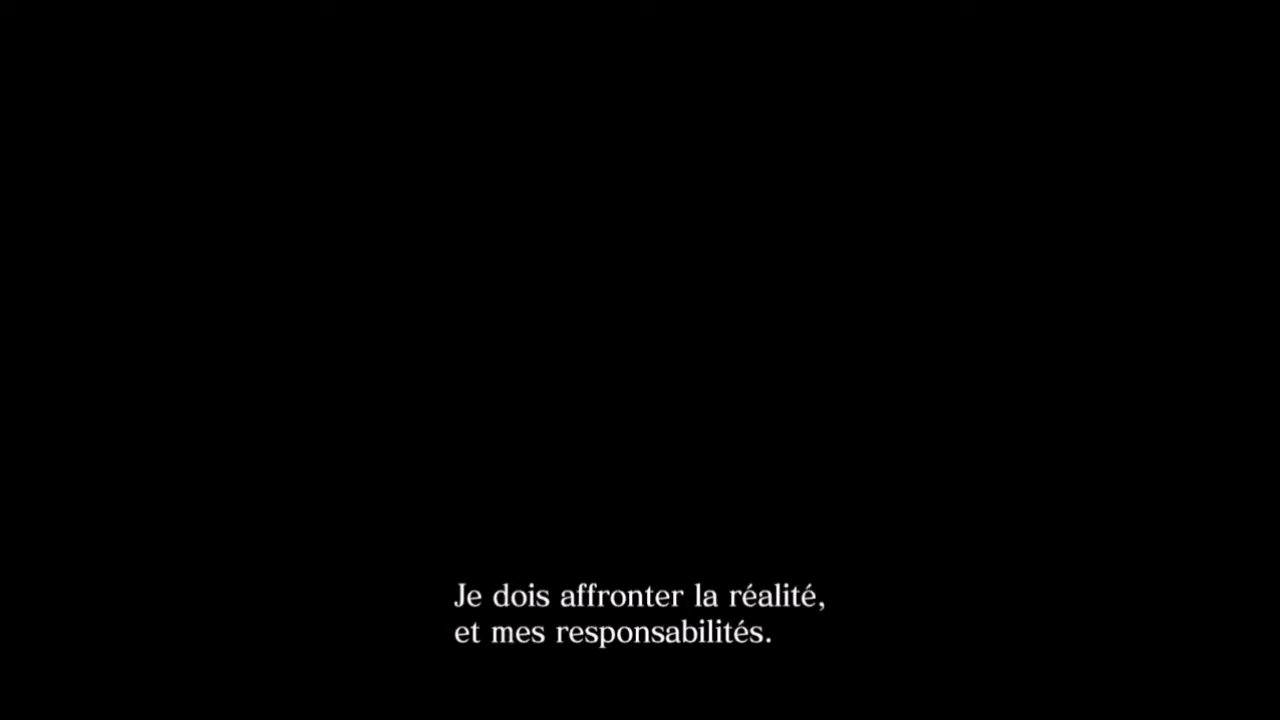 Je dois affronter la réalité,
et mes responsabilités.